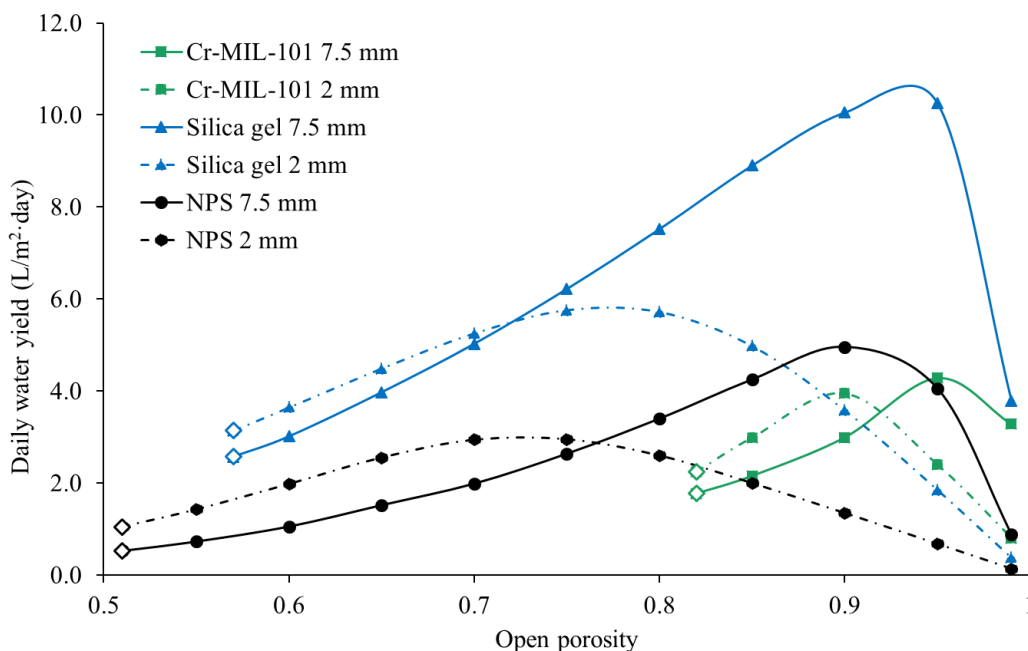 12.0
10.0
8.0
6.0
4.0
2.0
0.0
Daily water yield (L/m²·day)
Cr-MIL-101 7.5 mm
Cr-MIL-101 2 mm
Silica gel 7.5 mm
Silica gel 2 mm
NPS 7.5 mm
NPS 2 mm
0.5 0.6 0.7 0.8 0.9 1
Open porosity